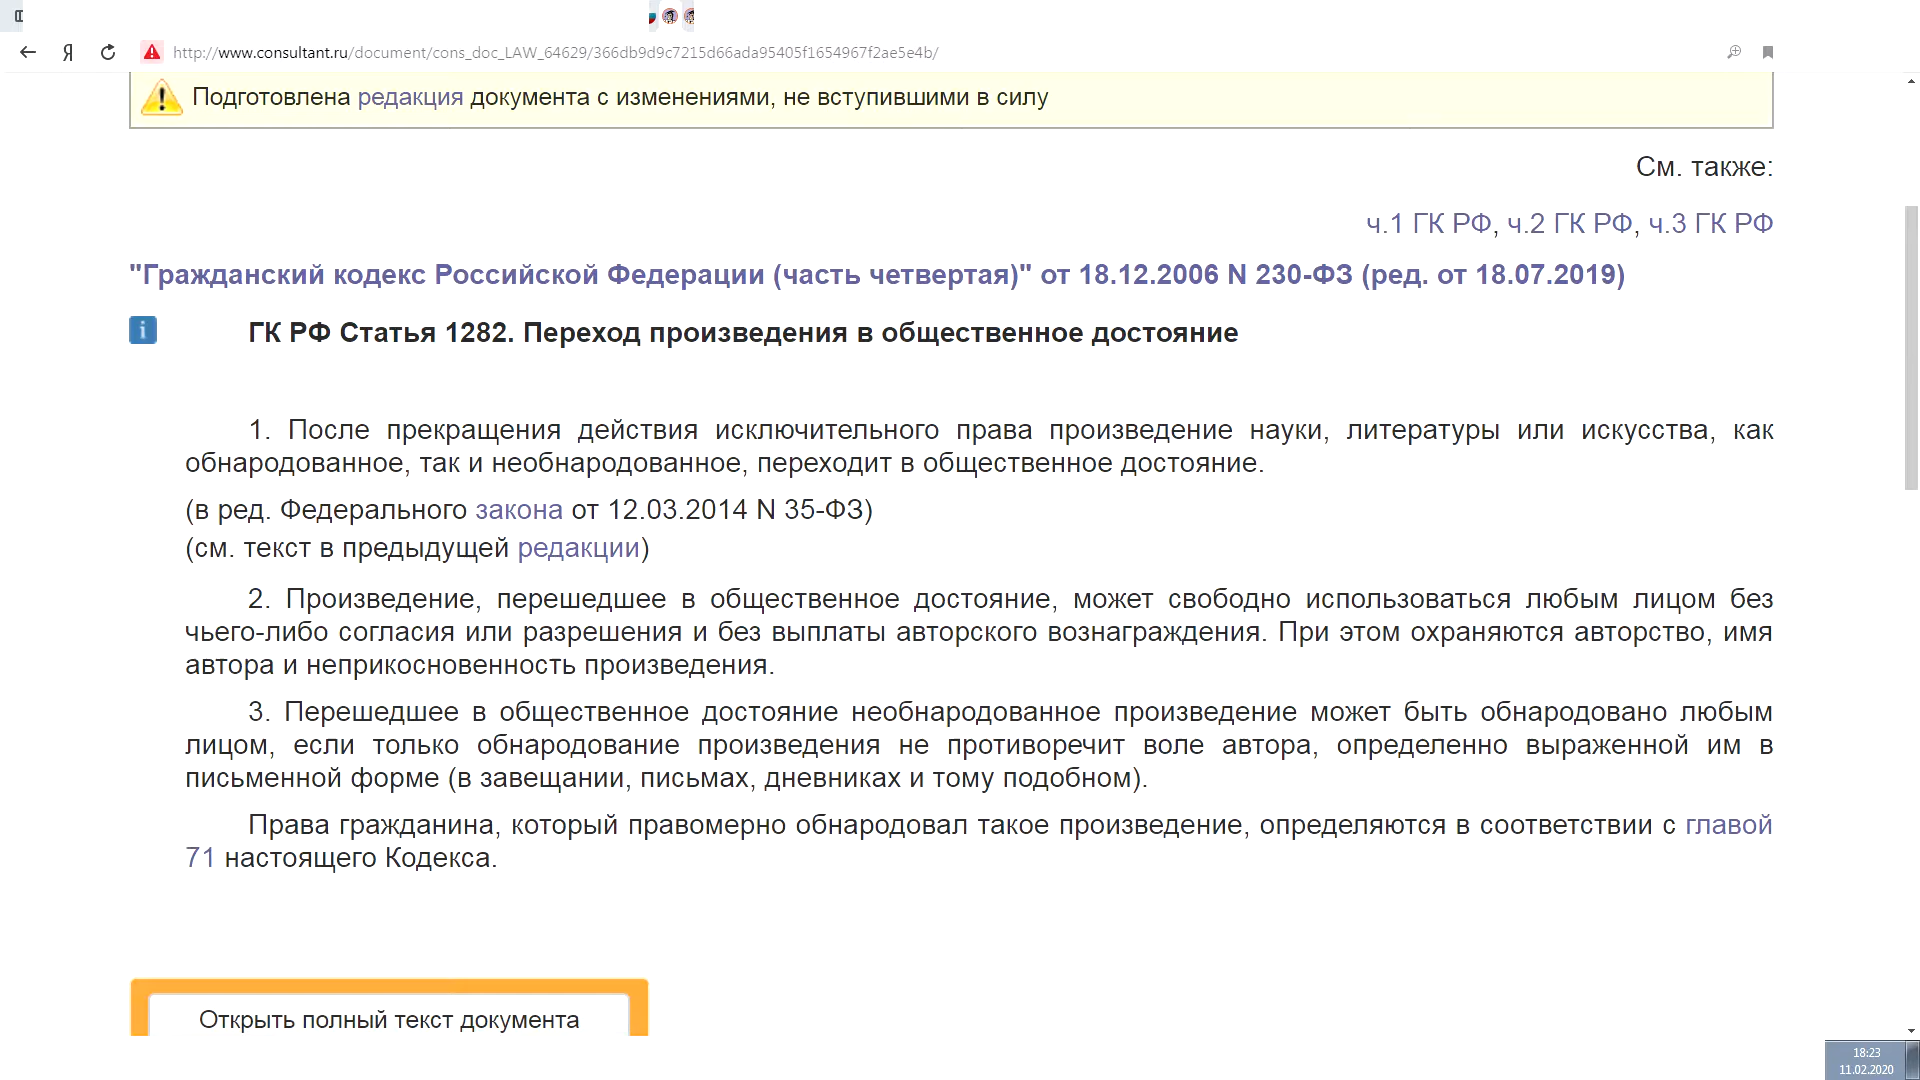 Я
http://www.consultant.ru/document/cons_doc_LAW_64629/366db9d9c7215d66ada95405f1654967f2ae5e4b/
Подготовлена редакция документа с изменениями, не вступившими в силу
См. также:
ч.1 ГК РФ, ч.2 ГК РФ, ч.3 ГК РФ
"Гражданский кодекс Российской Федерации (часть четвертая)" от 18.12.2006 N 230-ФЗ (ред. от 18.07.2019)
i
ГК РФ Статья 1282. Переход произведения в общественное достояние
1. После прекращения действия исключительного права произведение науки, литературы или искусства, как
обнародованное, так и необнародованное, переходит в общественное достояние.
(в ред. Федерального закона от 12.03.2014 N 35-ФЗ)
(см. текст в предыдущей редакции)
2. Произведение, перешедшее в общественное достояние, может свободно использоваться любым лицом без
чьего-либо согласия или разрешения и без выплаты авторского вознаграждения. При этом охраняются авторство, имя
автора и неприкосновенность произведения.
3. Перешедшее в общественное достояние необнародованное произведение может быть обнародовано любым
лицом, если только обнародование произведения не противоречит воле автора, определенно выраженной им в
письменной форме (в завещании, письмах, дневниках и тому подобном).
Права гражданина, который правомерно обнародовал такое произведение, определяются в соответствии с главой
71 настоящего Кодекса.
Открыть полный текст документа
18:23
11.02.2020